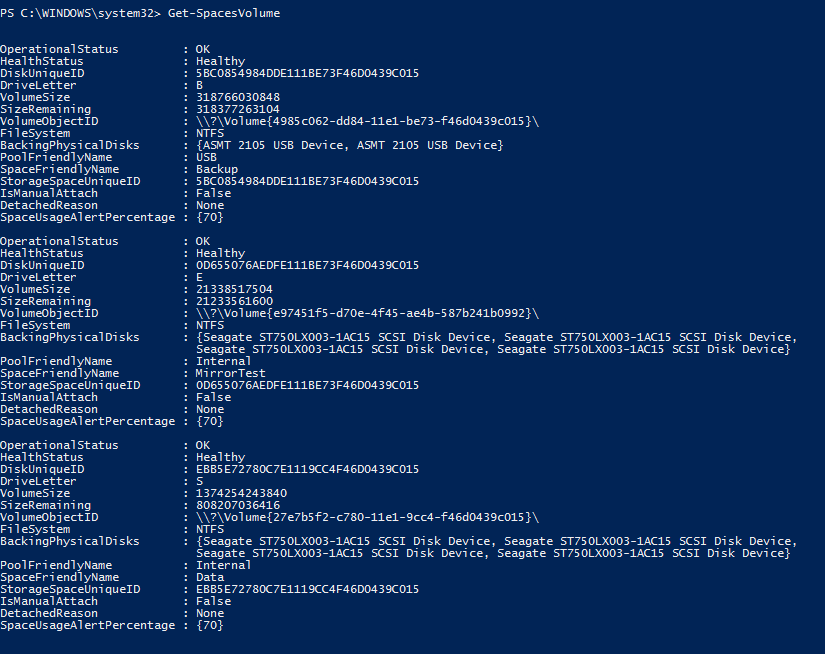 PS C:\WINDOWS\system32> Get-SpacesVolume
OperationalStatus : OK
HealthStatus : Healthy
DiskUniqueID : 5BC0854984DDE111BE73F46D0439C015
DriveLetter : B
VolumeSize : 318766030848
SizeRemaining : 318377263104
VolumeObjectID : \\?\Volume{4985c062-dd84-11e1-be73-f46d0439c015}\
FileSystem : NTFS
BackingPhysicalDisks : {ASMT 2105 USB Device, ASMT 2105 USB Device}
PoolFriendlyName : USB
SpaceFriendlyName : Backup
StorageSpaceUniqueID : 5BC0854984DDE111BE73F46D0439C015
IsManualAttach : False
DetachedReason : None
SpaceUsageAlertPercentage : {70}
OperationalStatus : OK
HealthStatus : Healthy
DiskUniqueID : 0D655076AEDFE111BE73F46D0439C015
DriveLetter : E
VolumeSize : 21338517504
SizeRemaining : 21233561600
VolumeObjectID : \\?\Volume{e97451f5-d70e-4f45-ae4b-587b241b0992}\
FileSystem : NTFS
BackingPhysicalDisks : {Seagate ST750LX003-1AC15 SCSI Disk Device, Seagate ST750LX003-1AC15 SCSI Disk Device,
Seagate ST750LX003-1AC15 SCSI Disk Device, Seagate ST750LX003-1AC15 SCSI Disk Device}
PoolFriendlyName : Internal
SpaceFriendlyName : MirrorTest
StorageSpaceUniqueID : 0D655076AEDFE111BE73F46D0439C015
IsManualAttach : False
DetachedReason : None
SpaceUsageAlertPercentage : {70}
OperationalStatus : OK
HealthStatus : Healthy
DiskUniqueID : EBB5E72780C7E1119CC4F46D0439C015
DriveLetter : S
VolumeSize : 1374254243840
SizeRemaining : 808207036416
VolumeObjectID : \\?\Volume{27e7b5f2-c780-11e1-9cc4-f46d0439c015}\
FileSystem : NTFS
BackingPhysicalDisks : {Seagate ST750LX003-1AC15 SCSI Disk Device, Seagate ST750LX003-1AC15 SCSI Disk Device,
Seagate ST750LX003-1AC15 SCSI Disk Device, Seagate ST750LX003-1AC15 SCSI Disk Device}
PoolFriendlyName : Internal
SpaceFriendlyName : Data
StorageSpaceUniqueID : EBB5E72780C7E1119CC4F46D0439C015
IsManualAttach : False
DetachedReason : None
SpaceUsageAlertPercentage : {70}